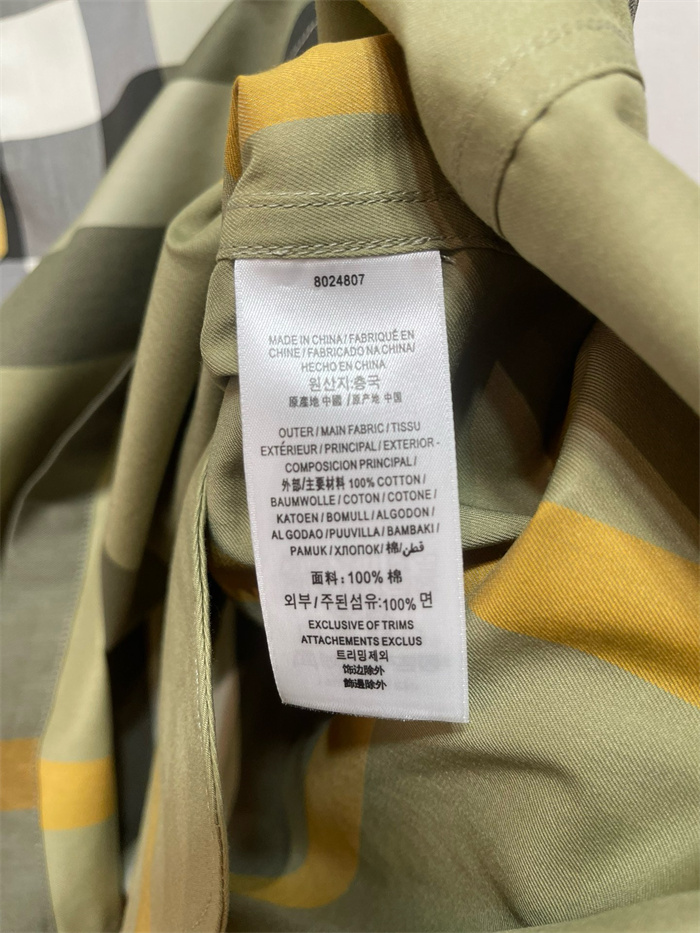 8024807
MADE IN CHINA/ FABRIQUÉ EN
CHINE / FABRICADO NA CHINA/
HECHO EN CHINA
원산지:층국
原產地 中國 /原产地 中国
OUTER / MAIN FABRIC / TISSU
EXTÉRIEUR / PRINCIPAL / EXTERIOR -
COMPOSICION PRINCIPAL /
外部/主要材料 100% COTTON /
BAUMWOLLE / COTON / COTONE /
KATOEN / BOMULL / ALGODON /
ALGODAO / PUUVILLA / BAMBAKI /
PAMUK / ХЛОПОК/ 棉/قطن
面料: 100% 棉
외부/주된섬유:100% 면
EXCLUSIVE OF TRIMS
ATTACHEMENTS EXCLUS
트리밍제외
饰边除外
飾邊除外